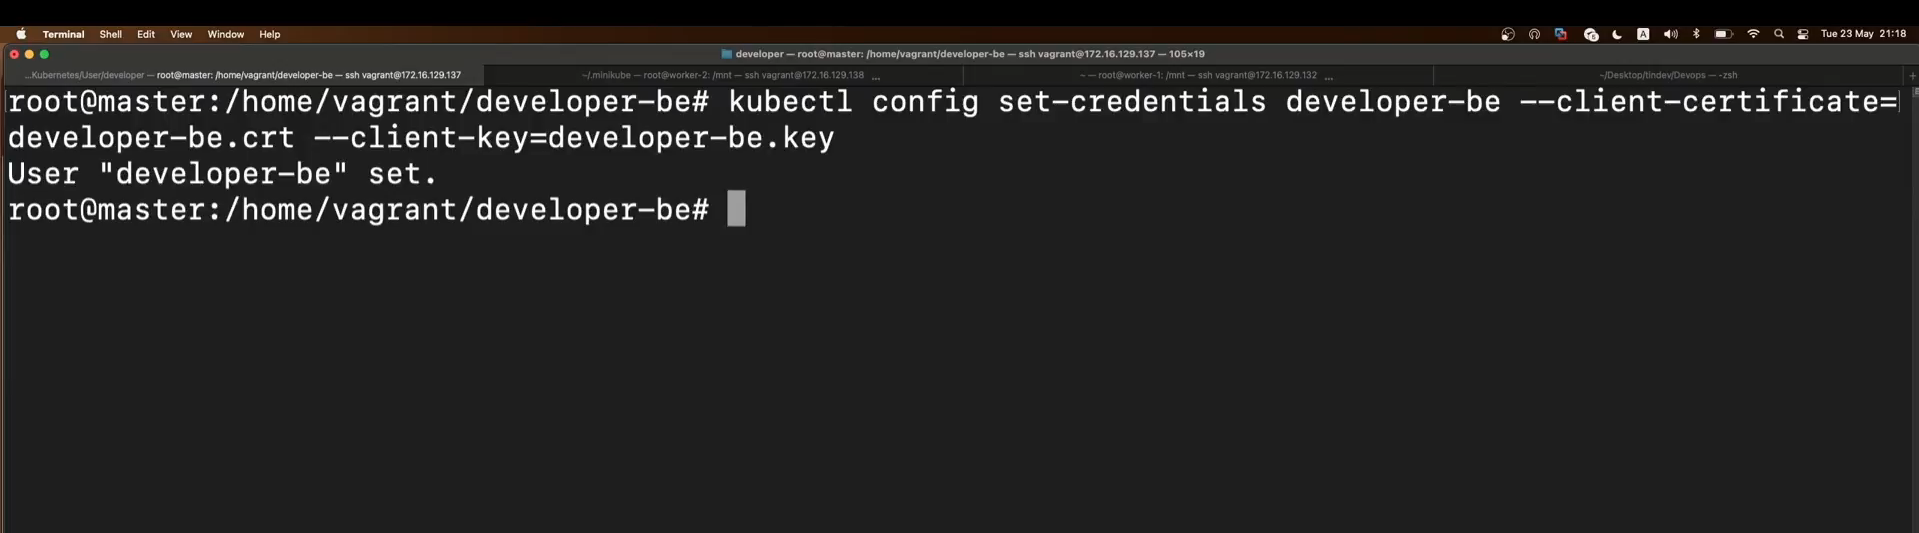 Terminal Shell Edit View Window Help A Tue 23 May 21:18
developer — root@master: /home/vagrant/developer-be — ssh vagrant@172.16.129.137 — 105×19
...Kubernetes/User/developer — root@master: /home/vagrant/developer-be — ssh vagrant@172.16.129.137 ~/.minikube — root@worker-2: /mnt — ssh vagrant@172.16.129.138 ... ~ — root@worker-1: /mnt — ssh vagrant@172.16.129.132 ... ~/Desktop/tindev/Devops — -zsh +
root@master:/home/vagrant/developer-be# kubectl config set-credentials developer-be --client-certificate=
developer-be.crt --client-key=developer-be.key
User "developer-be" set.
root@master:/home/vagrant/developer-be#